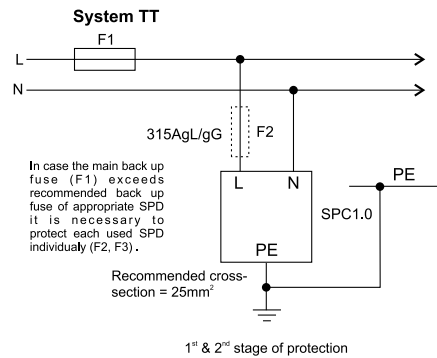 System TT
F1
L
N
315AgL/gG
F2
In case the main back up
fuse (F1) exceeds
recommended back up
fuse of appropriate SPD
it is necessary to
protect each used SPD
individualy (F2, F3) .
L N
PE
SPC1.0
PE
Recommended cross-
section = 25mm²
1st & 2nd stage of protection